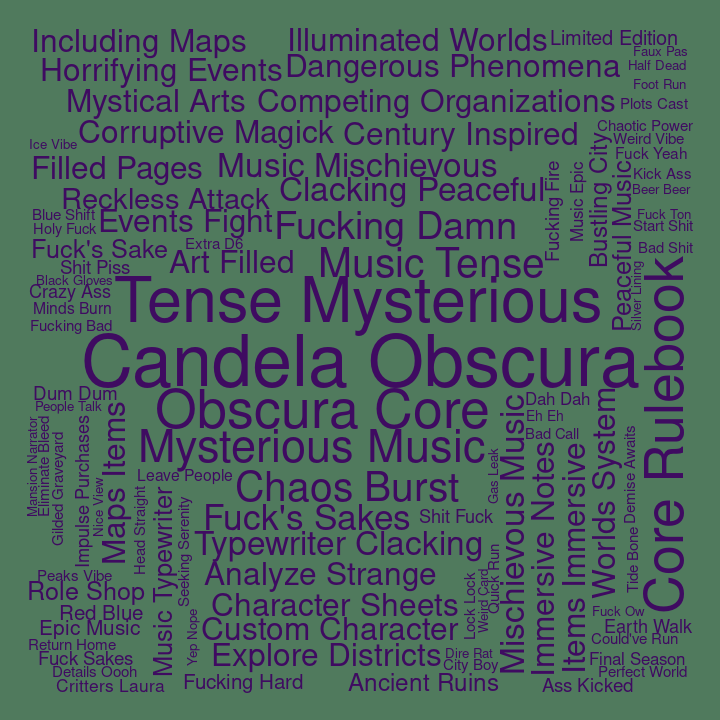 Including Maps
Illuminated Worlds
Limited Edition
Faux Pas
Horrifying Events
Dangerous Phenomena
Half Dead
Foot Run
Mystical Arts
Competing Organizations
Plots Cast
Corruptive Magick
Century Inspired
Chaotic Power
Weird Vibe
Ice Vibe
Filled Pages
Music Mischievous
Fuck Yeah
Kick Ass
Reckless Attack
Clacking Peaceful
Beer Beer
Fucking Fire
Music Epic
Bustling City
Peaceful Music
Blue Shift
Holy Fuck
Events Fight
Fucking Damn
Fuck Ton
Start Shit
Fuck's Sake
Extra D6
Bad Shit
Shit Piss
Art Filled
Music Tense
Silver Lining
Black Gloves
Crazy Ass
Minds Burn
Fucking Bad
Tense Mysterious
Core Rulebook
Candela Obscura
Dum Dum
People Talk
Obscura Core
Dah Dah
Eh Eh
Bad Call
Mansion Narrator
Eliminate Bleed
Gilded Graveyard
Impulse Purchases
Nice View
Maps Items
Mysterious Music
Mischievous Music
Immersive Notes
Items Immersive
Worlds System
Demise Awaits
Tide Bone
Leave People
Chaos Burst
Gas Leak
Head Straight
Music Typewriter
Seeking Serenity
Fuck's Sakes
Shit Fuck
Typewriter Clacking
Quick Run
Peaks Vibe
Analyze Strange
Lock Lock
Weird Card
Role Shop
Red Blue
Character Sheets
Fuck Ow
Epic Music
Custom Character
Earth Walk
Yep Nope
Could've Run
Return Home
Fuck Sakes
Explore Districts
Dire Rat
City Boy
Final Season
Details Oooh
Perfect World
Critters Laura
Fucking Hard
Ancient Ruins
Ass Kicked